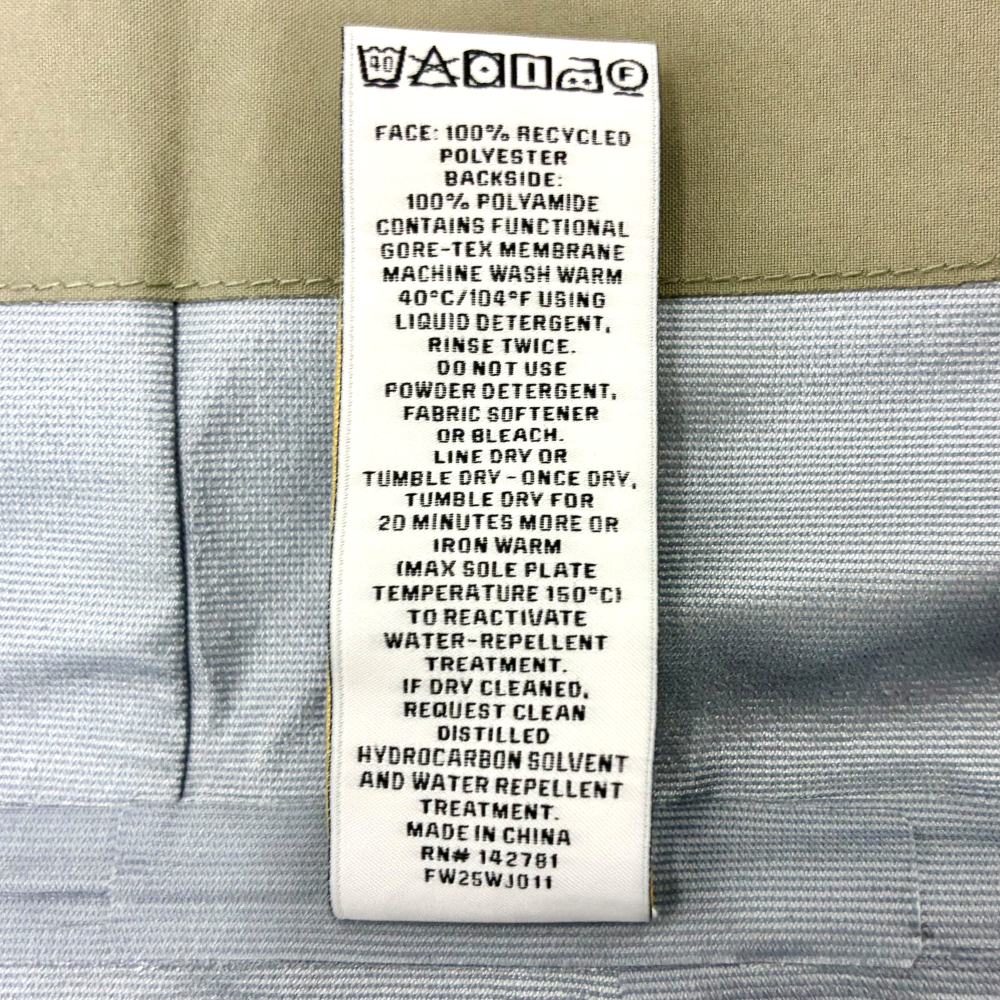 40
F
FACE: 100% RECYCLED
POLYESTER
BACKSIDE:
100% POLYAMIDE
CONTAINS FUNCTIONAL
GORE-TEX MEMBRANE
MACHINE WASH WARM
40°C/104°F USING
LIQUID DETERGENT,
RINSE TWICE.
DO NOT USE
POWDER DETERGENT,
FABRIC SOFTENER
OR BLEACH.
LINE DRY OR
TUMBLE DRY - ONCE DRY,
TUMBLE DRY FOR
20 MINUTES MORE OR
IRON WARM
(MAX SOLE PLATE
TEMPERATURE 150°C)
TO REACTIVATE
WATER-REPELLENT
TREATMENT.
IF DRY CLEANED,
REQUEST CLEAN
DISTILLED
HYDROCARBON SOLVENT
AND WATER REPELLENT
TREATMENT.
MADE IN CHINA
RN# 142781
FW25WJ011